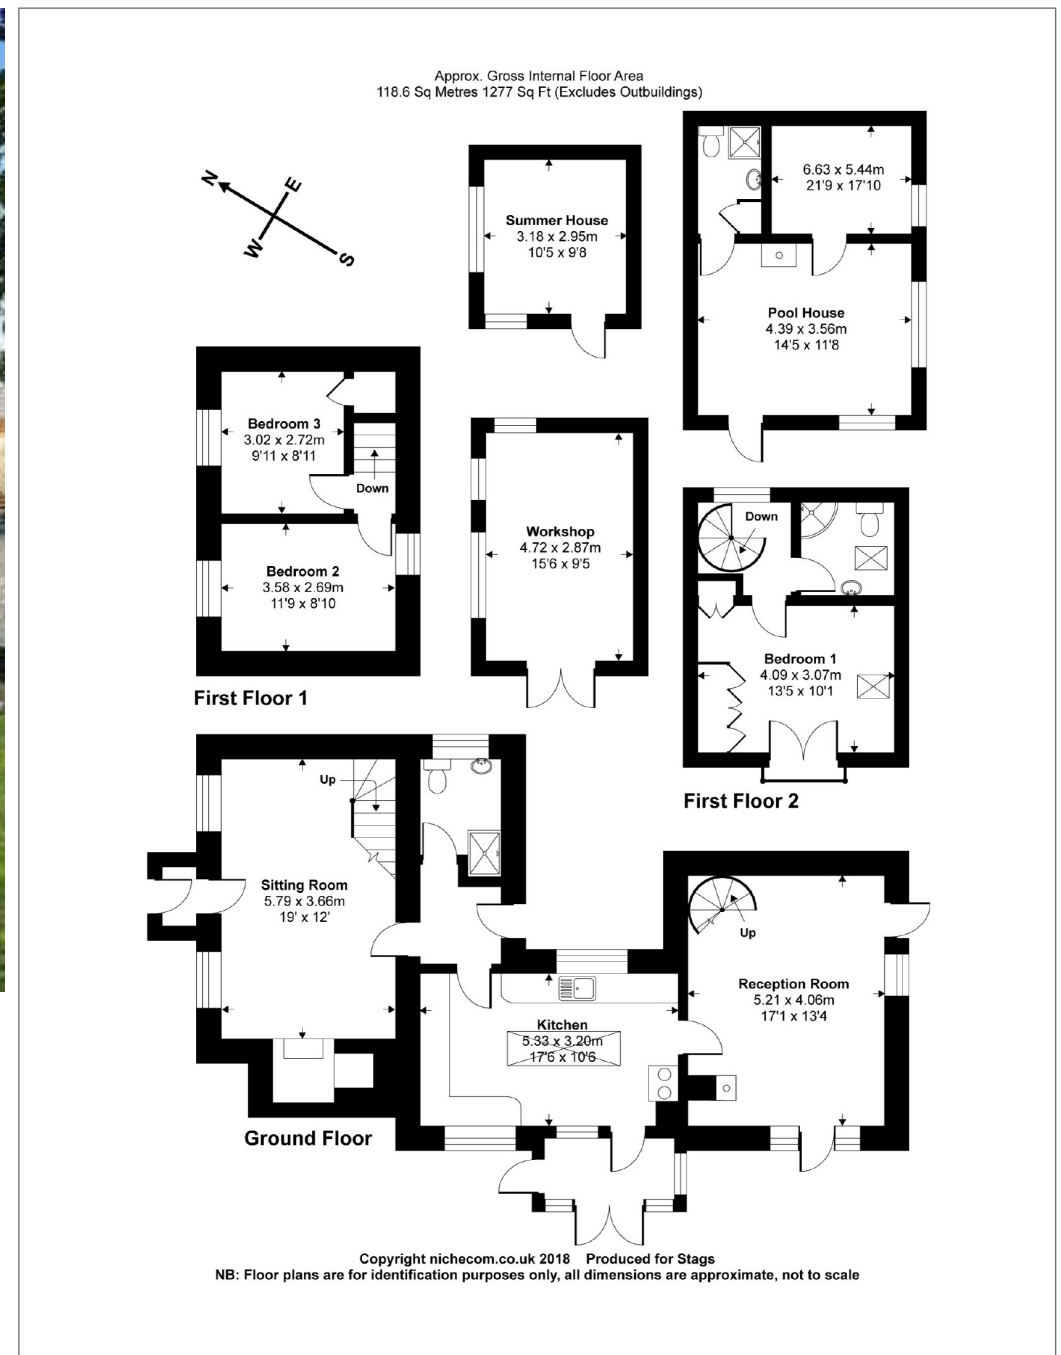 Approx. Gross Internal Floor Area
118.6 Sq Metres 1277 Sq Ft (Excludes Outbuildings)
N
E
W
S
Summer House
3.18 x 2.95m
10'5 x 9'8
6.63 x 5.44m
21'9 x 17'10
Pool House
4.39 x 3.56m
14'5 x 11'8
Bedroom 3
3.02 x 2.72m
9'11 x 8'11
Down
Bedroom 2
3.58 x 2.69m
11'9 x 8'10
First Floor 1
Workshop
4.72 x 2.87m
15'6 x 9'5
Down
Bedroom 1
4.09 x 3.07m
13'5 x 10'1
First Floor 2
Up
Sitting Room
5.79 x 3.66m
19' x 12'
Up
Reception Room
5.21 x 4.06m
17'1 x 13'4
Kitchen
5.33 x 3.20m
17'6 x 10'6
Ground Floor
Copyright nichecom.co.uk 2018 Produced for Stags
NB: Floor plans are for identification purposes only, all dimensions are approximate, not to scale